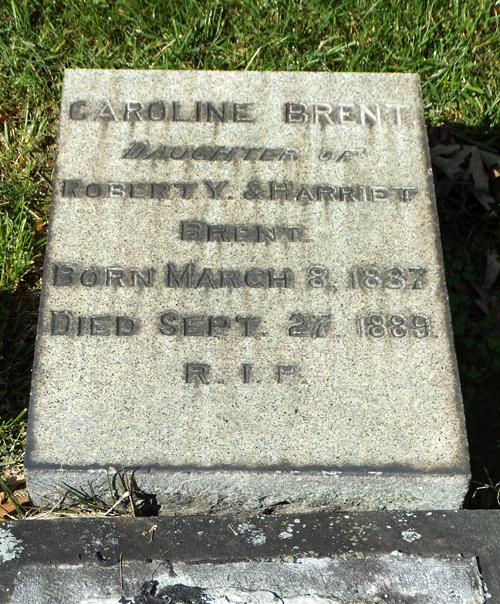 CAROLINE BRENT
DAUGHTER OF
ROBERT Y. & HARRIET
BRENT.
BORN MARCH 8, 1837
DIED SEPT. 27. 1889.
R. I. P.